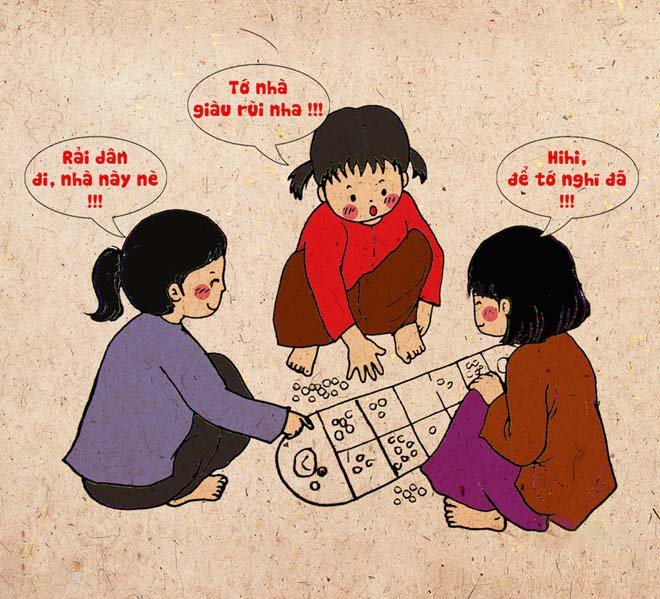 Tớ nhà
giàu rùi nha !!!
Rải dân
đi, nhà này nè
!!!
Hihi,
để tớ nghĩ đã
!!!